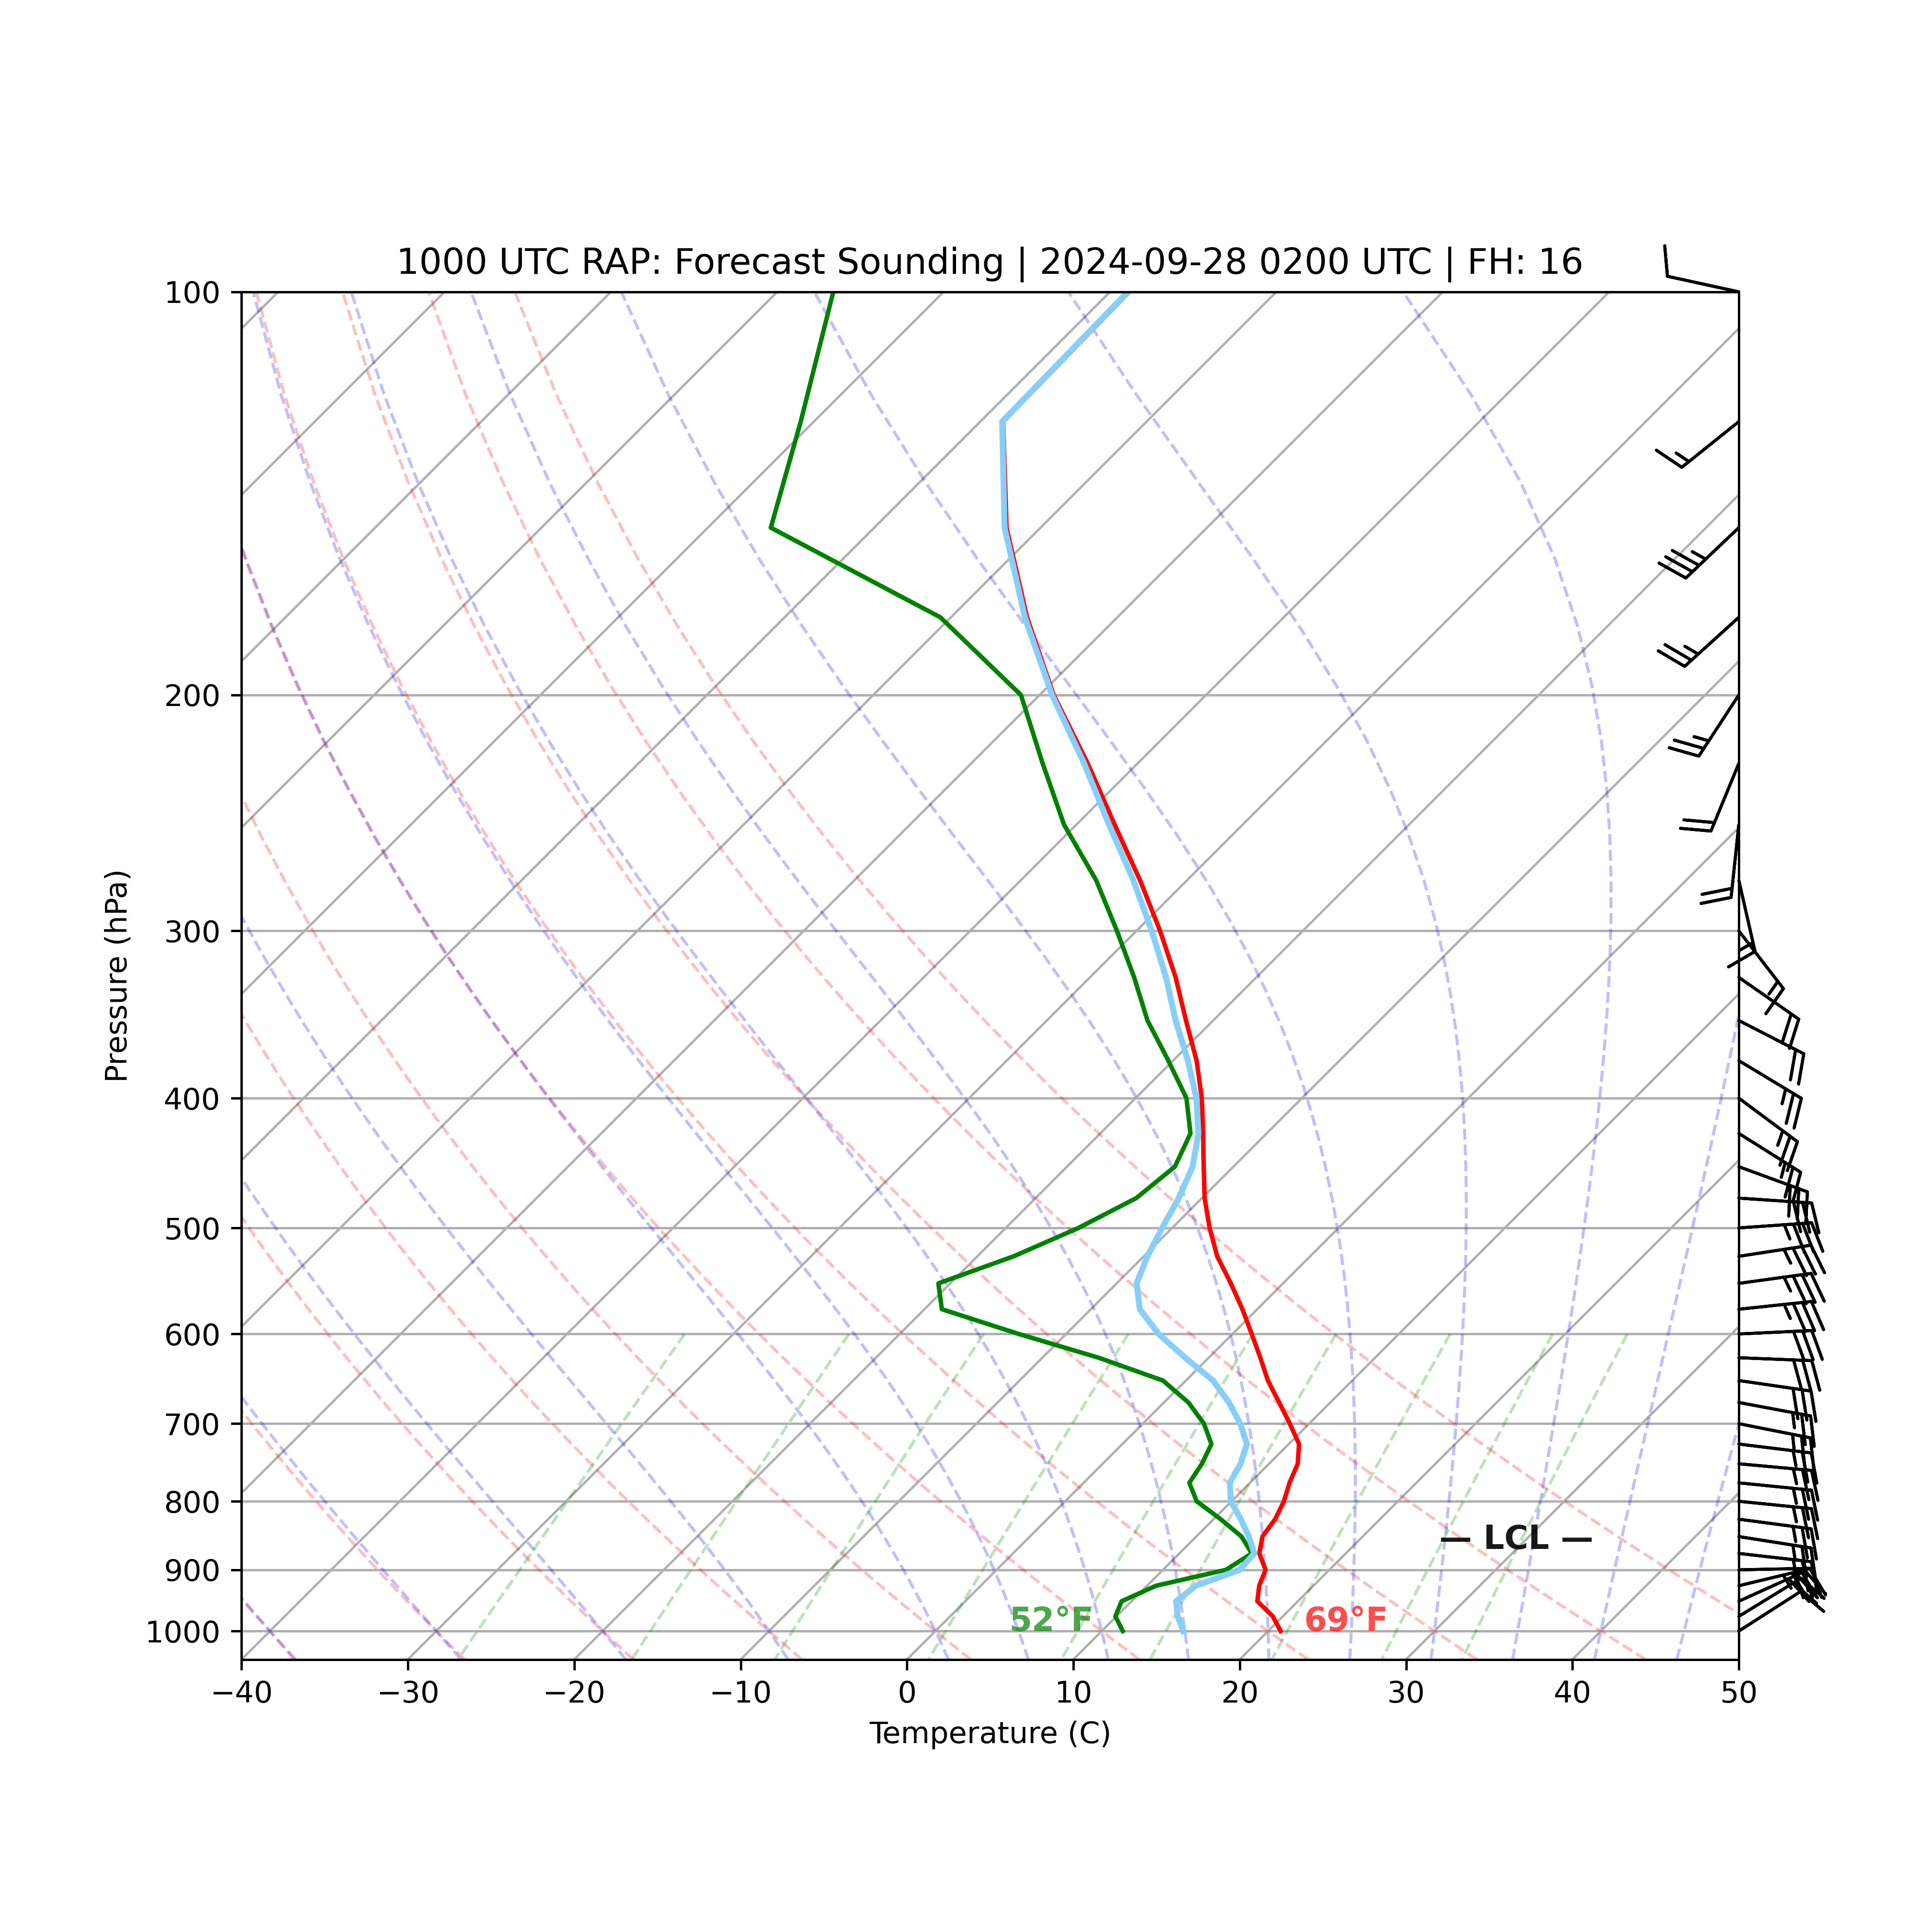 1000 UTC RAP: Forecast Sounding | 2024-09-28 0200 UTC | FH: 16
100
200
300
400
500
600
700
800
900
1000
Pressure (hPa)
— LCL —
52°F
69°F
−40 −30 −20 −10 0 10 20 30 40 50
Temperature (C)